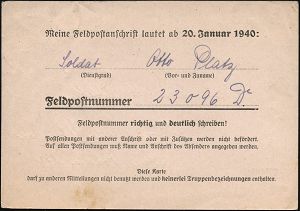 Meine Feldpostanschrift lautet ab 20. Januar 1940:
Soldat Otto Platz
(Dienstgrad) (Vor- und Zuname)
Feldpostnummer 23096 D
Feldpostnummer richtig und deutlich schreiben!
Postsendungen mit anderer Anschrift oder mit Zusätzen werden nicht befördert.
Auf allen Postsendungen muß Name und Anschrift des Absenders angegeben werden.
Diese Karte
darf zu anderen Mitteilungen nicht benutzt werden und keinerlei Truppenbezeichnungen enthalten.